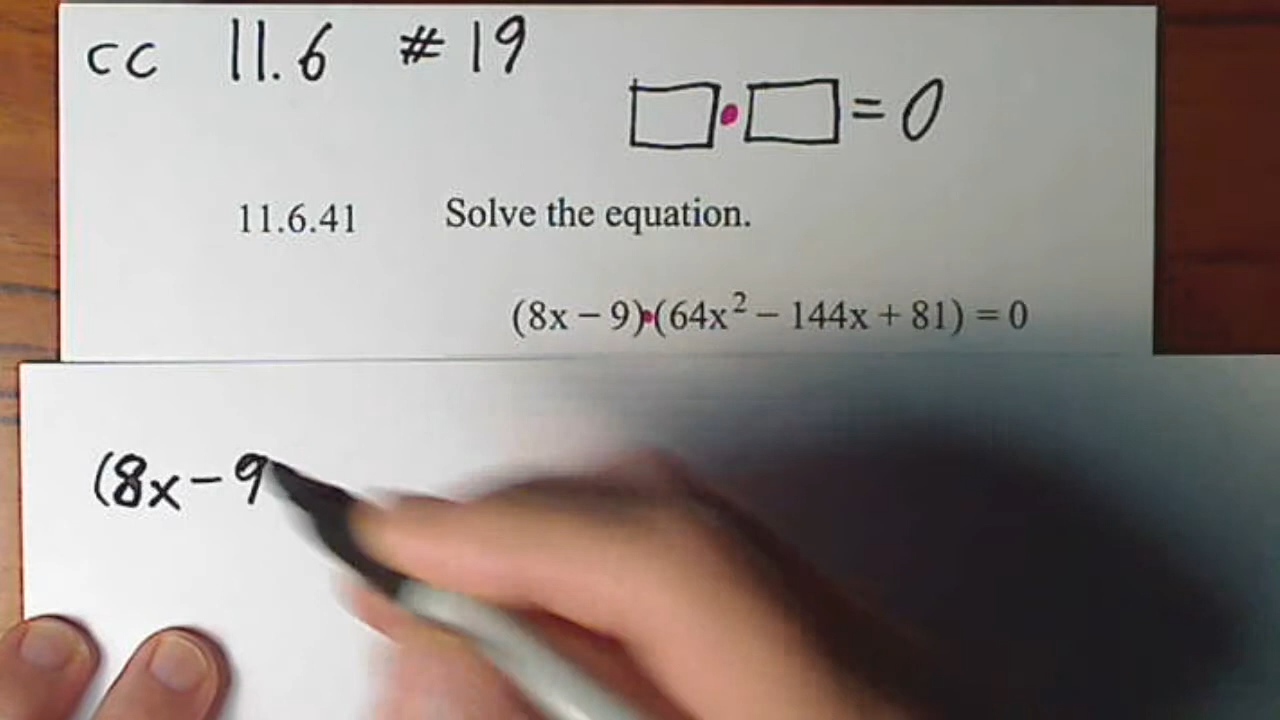 cc 11.6 # 19
□ · □ = 0
11.6.41 Solve the equation.
(8x − 9)·(64x² − 144x + 81) = 0
(8x − 9